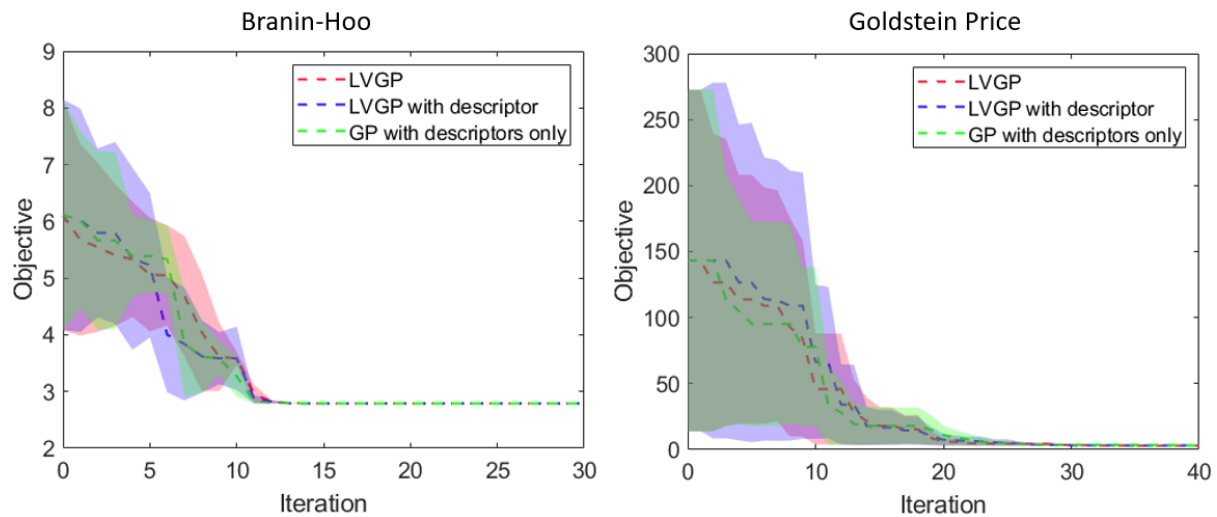 Branin-Hoo
9
8
7
6
5
4
3
2
Objective
0
5
10
15
20
25
30
Iteration
LVGP
LVGP with descriptor
GP with descriptors only
Goldstein Price
300
250
200
150
100
50
0
Objective
0
10
20
30
40
Iteration
LVGP
LVGP with descriptor
GP with descriptors only